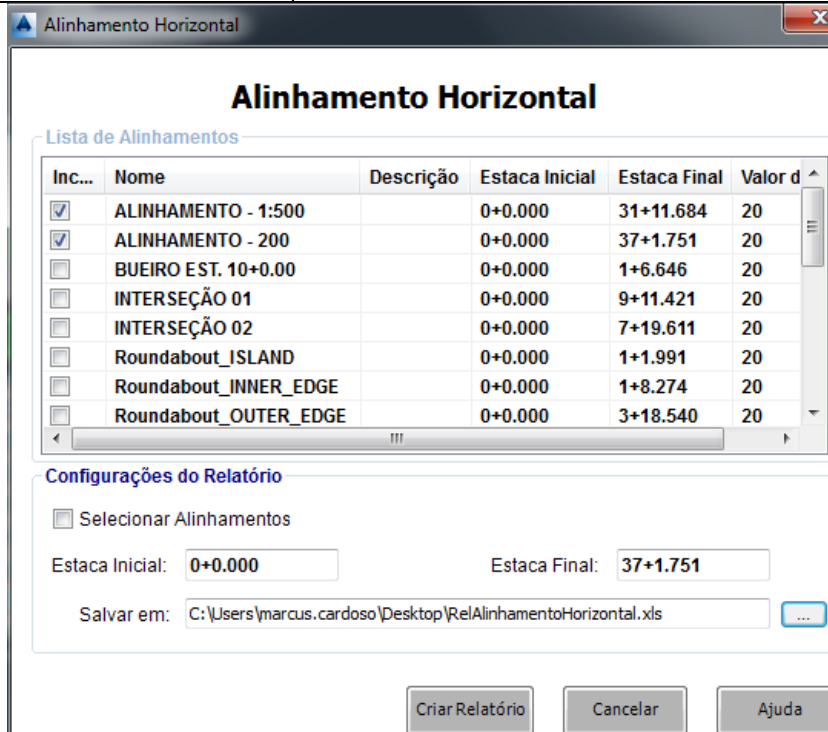 Alinhamento Horizontal
Alinhamento Horizontal
Lista de Alinhamentos
Inc... Nome Descrição Estaca Inicial Estaca Final Valor d
ALINHAMENTO - 1:500 0+0.000 31+11.684 20
ALINHAMENTO - 200 0+0.000 37+1.751 20
BUEIRO EST. 10+0.00 0+0.000 1+6.646 20
INTERSEÇÃO 01 0+0.000 9+11.421 20
INTERSEÇÃO 02 0+0.000 7+19.611 20
Roundabout_ISLAND 0+0.000 1+1.991 20
Roundabout_INNER_EDGE 0+0.000 1+8.274 20
Roundabout_OUTER_EDGE 0+0.000 3+18.540 20
Configurações do Relatório
Selecionar Alinhamentos
Estaca Inicial: 0+0.000 Estaca Final: 37+1.751
Salvar em: C:\Users\marcus.cardoso\Desktop\RelAlinhamentoHorizontal.xls ...
Criar Relatório Cancelar Ajuda